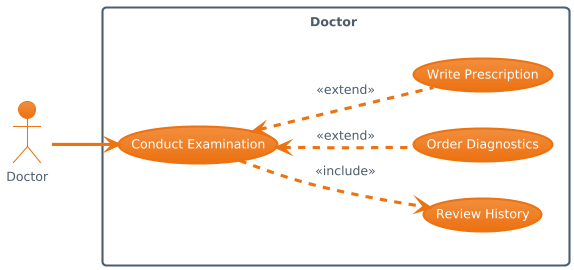 Doctor
Write Prescription
«extend»
«extend»
Conduct Examination
Order Diagnostics
«include»
Doctor
Review History